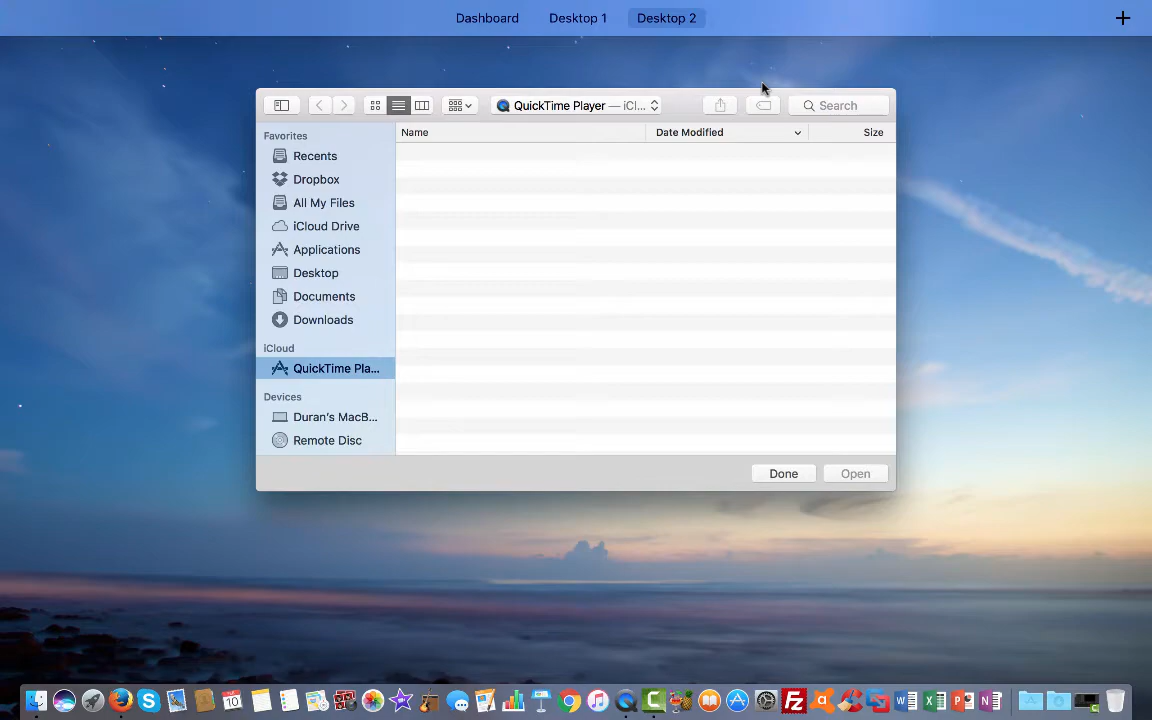 Dashboard Desktop 1 Desktop 2
QuickTime Player — iCl... Search
Favorites
Name Date Modified Size
Recents
Dropbox
All My Files
iCloud Drive
Applications
Desktop
Documents
Downloads
iCloud
QuickTime Pla...
Devices
Duran's MacB...
Remote Disc
Done Open
10